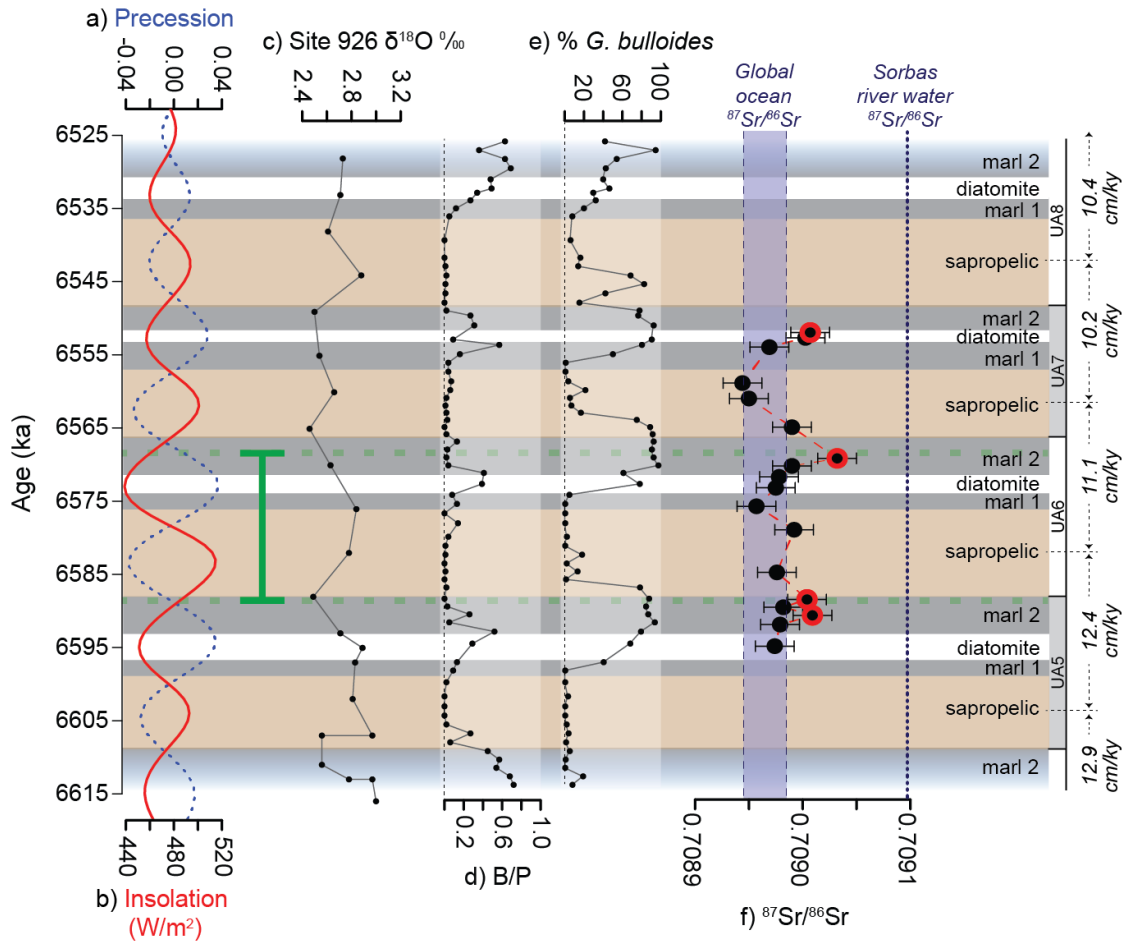 a) Precession
-0.04
0.00
0.04
c) Site 926 δ¹⁸O ⁰/₀₀
2.4
2.8
3.2
e) % G. bulloides
20
60
100
Global
ocean
⁸⁷Sr/⁸⁶Sr
Sorbas
river water
⁸⁷Sr/⁸⁶Sr
Age (ka)
6525
6535
6545
6555
6565
6575
6585
6595
6605
6615
marl 2
diatomite
marl 1
sapropelic
marl 2
diatomite
marl 1
sapropelic
marl 2
diatomite
marl 1
sapropelic
marl 2
diatomite
marl 1
sapropelic
marl 2
UA8
UA7
UA6
UA5
10.4
cm/ky
10.2
cm/ky
11.1
cm/ky
12.4
cm/ky
12.9
cm/ky
440
480
520
b) Insolation
(W/m²)
0.2
0.6
1.0
d) B/P
0.7089
0.7090
0.7091
f) ⁸⁷Sr/⁸⁶Sr